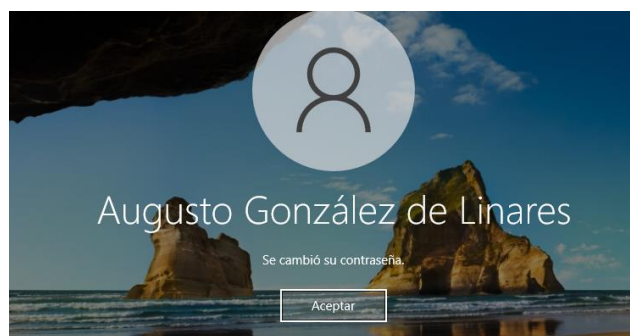 Augusto González de Linares
Se cambió su contraseña.
Aceptar